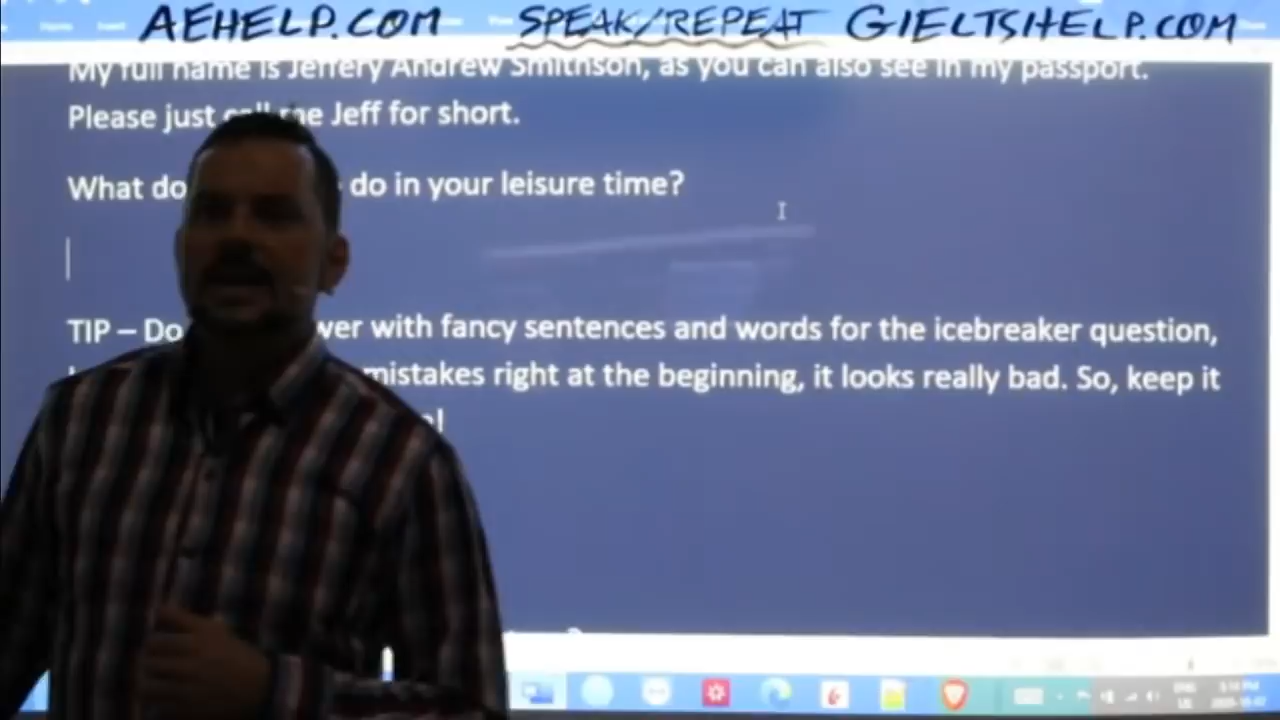 AEHELP.COM SPEAK/REPEAT GIELTSHELP.COM
My full name is Jeffery Andrew Smithson, as you can also see in my passport.
Please just call me Jeff for short.
What do do in your leisure time?
TIP – Do with fancy sentences and words for the icebreaker question,
mistakes right at the beginning, it looks really bad. So, keep it